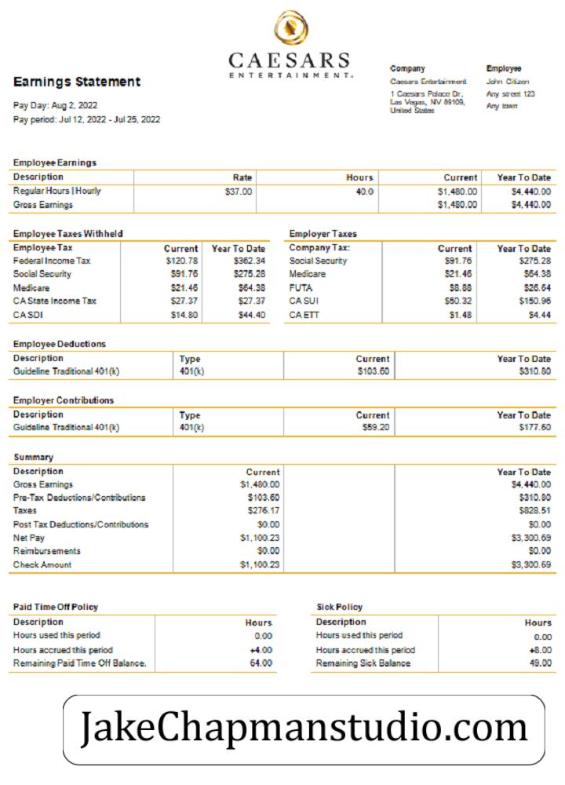 CAESARS
ENTERTAINMENT.
Earnings Statement
Pay Day: Aug 2, 2022
Pay period: Jul 12, 2022 - Jul 25, 2022
Company
Caesars Entertainment
1 Caesars Palace Dr,
Las Vegas, NV 89109,
United States
Employee
John Citizen
Any street 123
Any town
Employee Earnings
Description Rate Hours Current Year To Date
Regular Hours | Hourly $37.00 40.0 $1,480.00 $4,440.00
Gross Earnings $1,480.00 $4,440.00
Employee Taxes Withheld
Employee Tax Current Year To Date
Federal Income Tax $120.78 $362.34
Social Security $91.76 $275.28
Medicare $21.46 $64.38
CA State Income Tax $27.37 $27.37
CA SDI $14.80 $44.40
Employer Taxes
Company Tax: Current Year To Date
Social Security $91.76 $275.28
Medicare $21.46 $64.38
FUTA $8.88 $26.64
CA SUI $50.32 $150.96
CA ETT $1.48 $4.44
Employee Deductions
Description Type Current Year To Date
Guideline Traditional 401(k) 401(k) $103.60 $310.80
Employer Contributions
Description Type Current Year To Date
Guideline Traditional 401(k) 401(k) $59.20 $177.60
Summary
Description Current Year To Date
Gross Earnings $1,480.00 $4,440.00
Pre-Tax Deductions/Contributions $103.60 $310.80
Taxes $276.17 $828.51
Post Tax Deductions/Contributions $0.00 $0.00
Net Pay $1,100.23 $3,300.69
Reimbursements $0.00 $0.00
Check Amount $1,100.23 $3,300.69
Paid Time Off Policy
Description Hours
Hours used this period 0.00
Hours accrued this period +4.00
Remaining Paid Time Off Balance. 64.00
Sick Policy
Description Hours
Hours used this period 0.00
Hours accrued this period +8.00
Remaining Sick Balance 49.00
JakeChapmanstudio.com